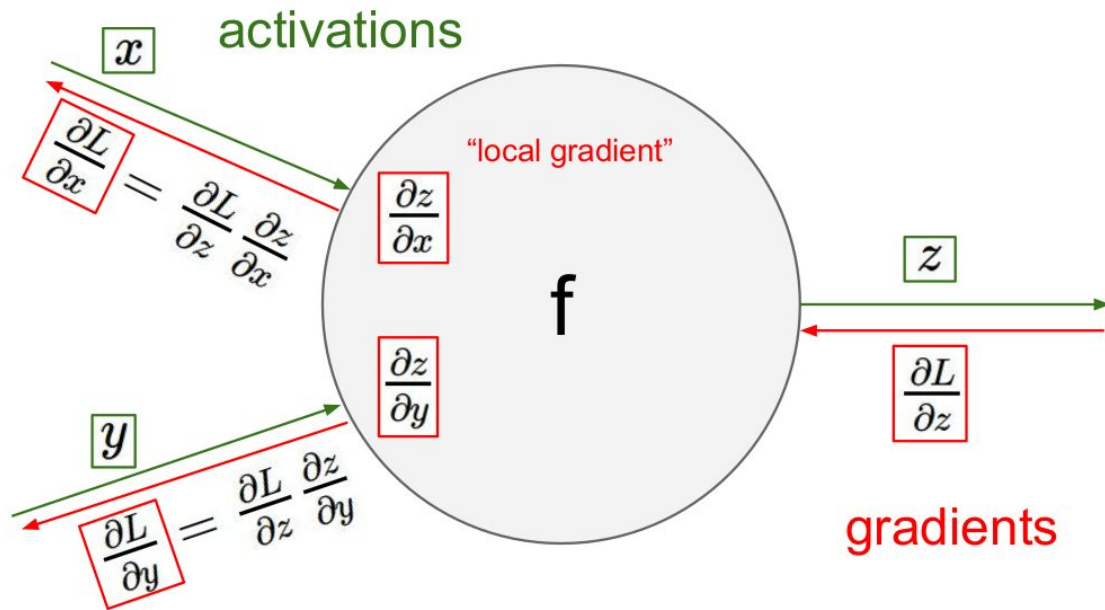 activations
x
∂L/∂x = ∂L/∂z ∂z/∂x
“local gradient”
∂z/∂x
f
z
∂L/∂z
∂z/∂y
y
∂L/∂y = ∂L/∂z ∂z/∂y
gradients